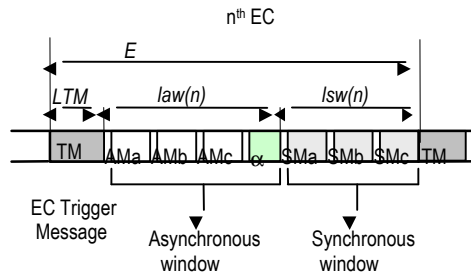 nth EC
E
LTM law(n) lsw(n)
TM AMa AMb AMc α SMa SMb SMc TM
EC Trigger
Message
Asynchronous
window
Synchronous
window